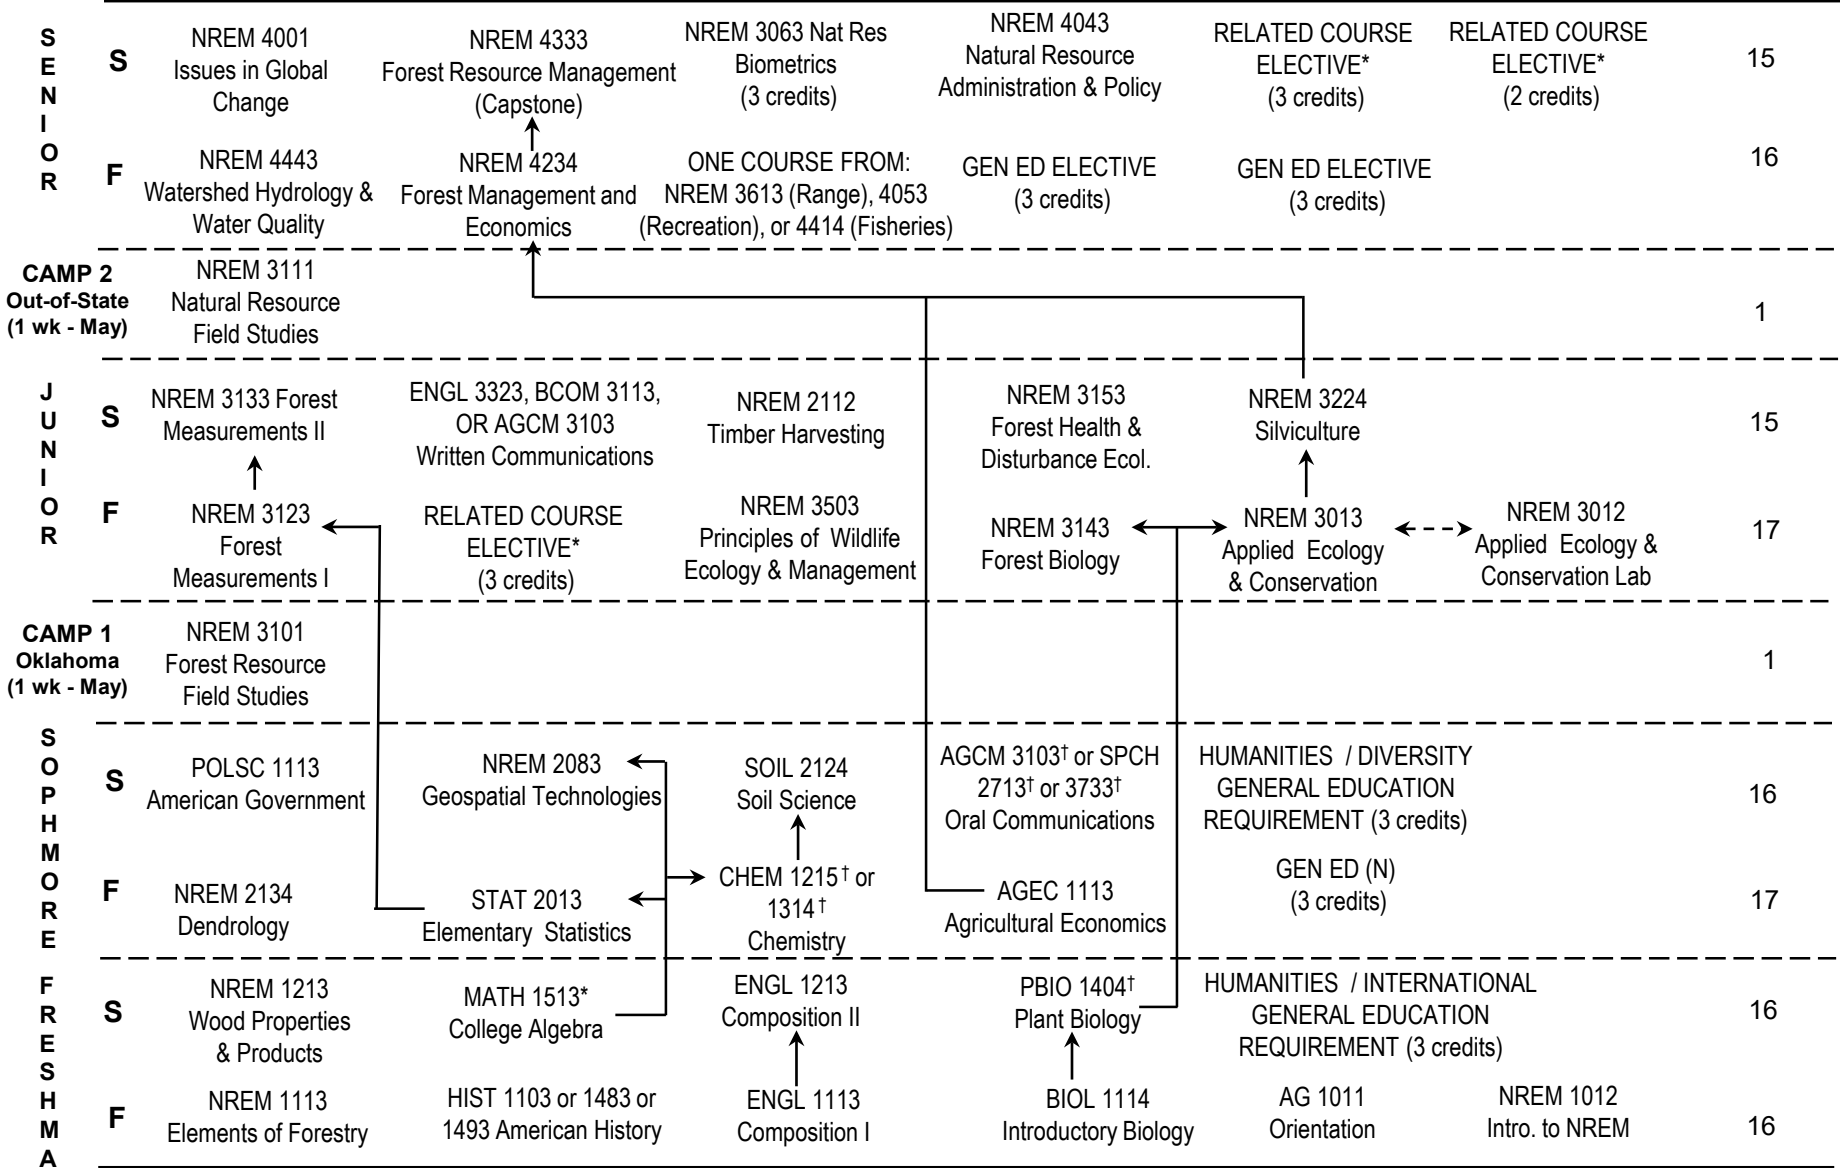 SENIOR
S
NREM 4001
Issues in Global
Change
NREM 4333
Forest Resource Management
(Capstone)
NREM 3063 Nat Res
Biometrics
(3 credits)
NREM 4043
Natural Resource
Administration & Policy
RELATED COURSE
ELECTIVE*
(3 credits)
RELATED COURSE
ELECTIVE*
(2 credits)
15
F
NREM 4443
Watershed Hydrology &
Water Quality
NREM 4234
Forest Management and
Economics
ONE COURSE FROM:
NREM 3613 (Range), 4053
(Recreation), or 4414 (Fisheries)
GEN ED ELECTIVE
(3 credits)
GEN ED ELECTIVE
(3 credits)
16
CAMP 2
Out-of-State
(1 wk - May)
NREM 3111
Natural Resource
Field Studies
1
JUNIOR
S
NREM 3133 Forest
Measurements II
ENGL 3323, BCOM 3113,
OR AGCM 3103
Written Communications
NREM 2112
Timber Harvesting
NREM 3153
Forest Health &
Disturbance Ecol.
NREM 3224
Silviculture
15
F
NREM 3123
Forest
Measurements I
RELATED COURSE
ELECTIVE*
(3 credits)
NREM 3503
Principles of Wildlife
Ecology & Management
NREM 3143
Forest Biology
NREM 3013
Applied Ecology
& Conservation
NREM 3012
Applied Ecology &
Conservation Lab
17
CAMP 1
Oklahoma
(1 wk - May)
NREM 3101
Forest Resource
Field Studies
1
SOPHMORE
S
POLSC 1113
American Government
NREM 2083
Geospatial Technologies
SOIL 2124
Soil Science
AGCM 3103† or SPCH
2713† or 3733†
Oral Communications
HUMANITIES / DIVERSITY
GENERAL EDUCATION
REQUIREMENT (3 credits)
16
F
NREM 2134
Dendrology
STAT 2013
Elementary Statistics
CHEM 1215† or
1314†
Chemistry
AGEC 1113
Agricultural Economics
GEN ED (N)
(3 credits)
17
FRESHMA
S
NREM 1213
Wood Properties
& Products
MATH 1513*
College Algebra
ENGL 1213
Composition II
PBIO 1404†
Plant Biology
HUMANITIES / INTERNATIONAL
GENERAL EDUCATION
REQUIREMENT (3 credits)
16
F
NREM 1113
Elements of Forestry
HIST 1103 or 1483 or
1493 American History
ENGL 1113
Composition I
BIOL 1114
Introductory Biology
AG 1011
Orientation
NREM 1012
Intro. to NREM
16